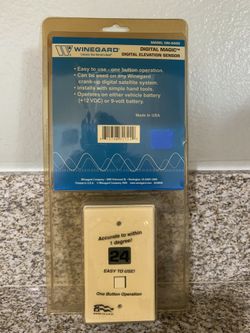 MODEL DM-4000
WINEGARD
DIGITAL MAGIC™
DIGITAL ELEVATION SENSOR
• Easy to use - one button operation.
• Can be used on any Winegard
crank-up digital satellite system.
• Installs with simple hand tools.
• Operates on either vehicle battery
(+12 VDC) or 9-volt battery.
Made in USA
Accurate to within
1 degree!
24
EASY TO USE!
One Button Operation